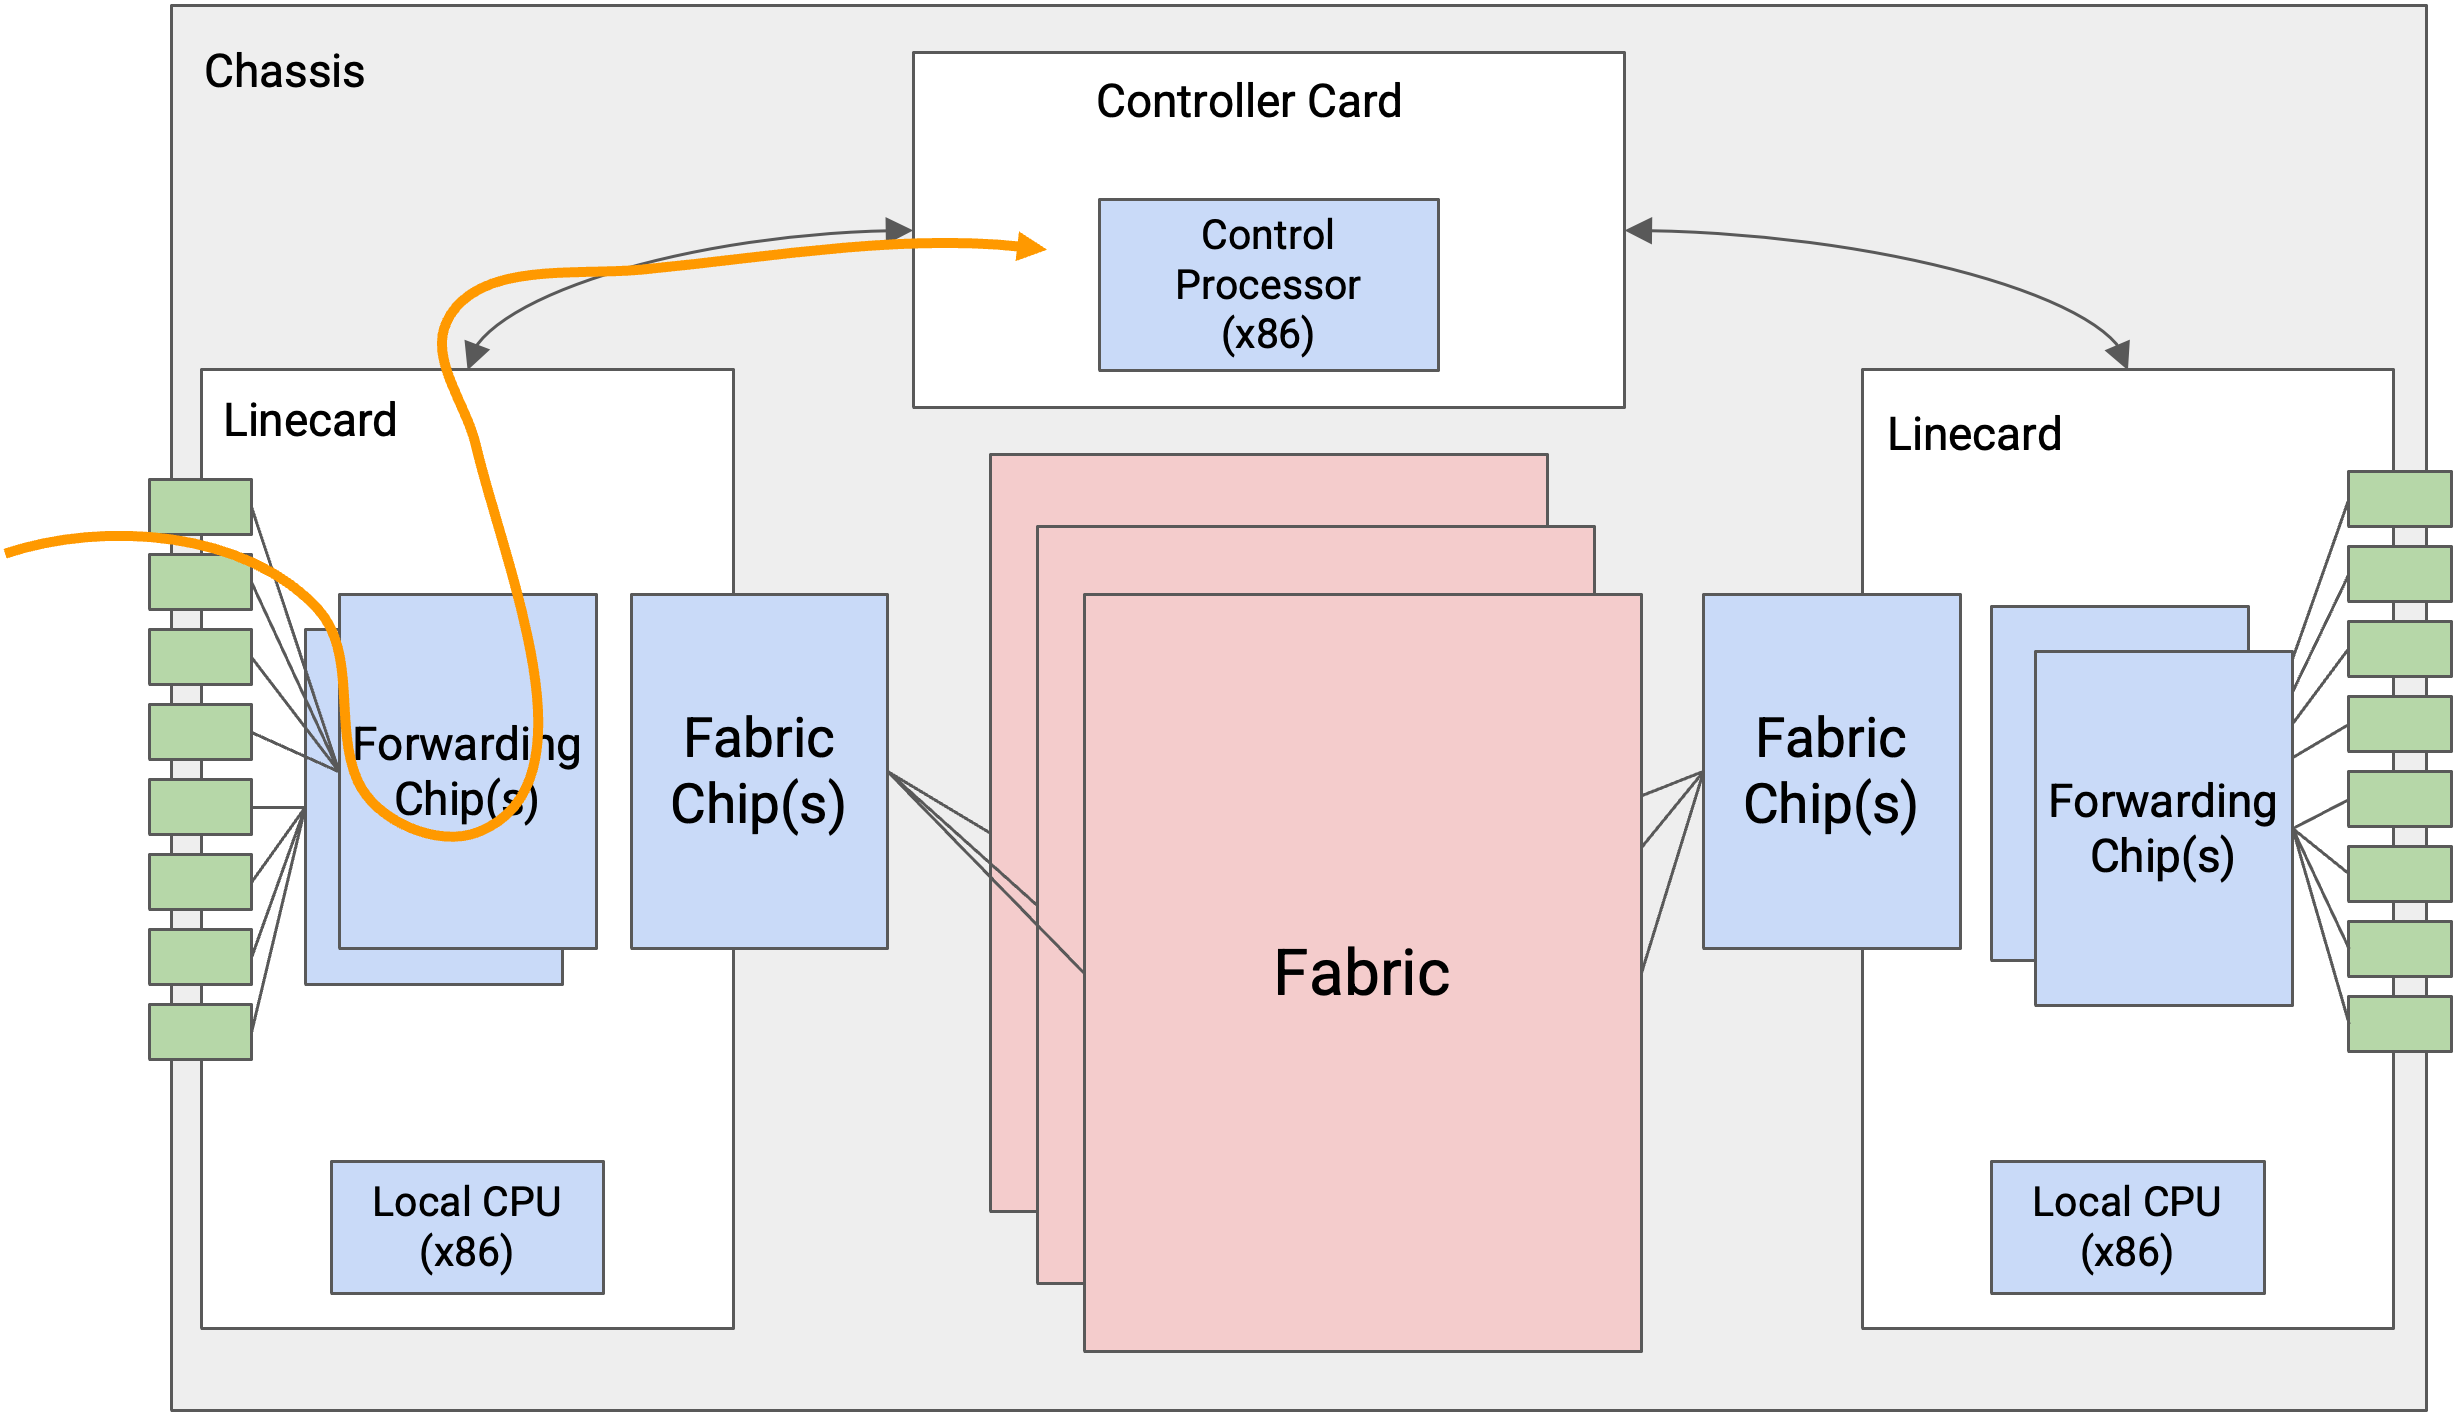 Chassis
Controller Card
Control
Processor
(x86)
Linecard
Linecard
Forwarding
Chip(s)
Fabric
Chip(s)
Fabric
Fabric
Chip(s)
Forwarding
Chip(s)
Local CPU
(x86)
Local CPU
(x86)